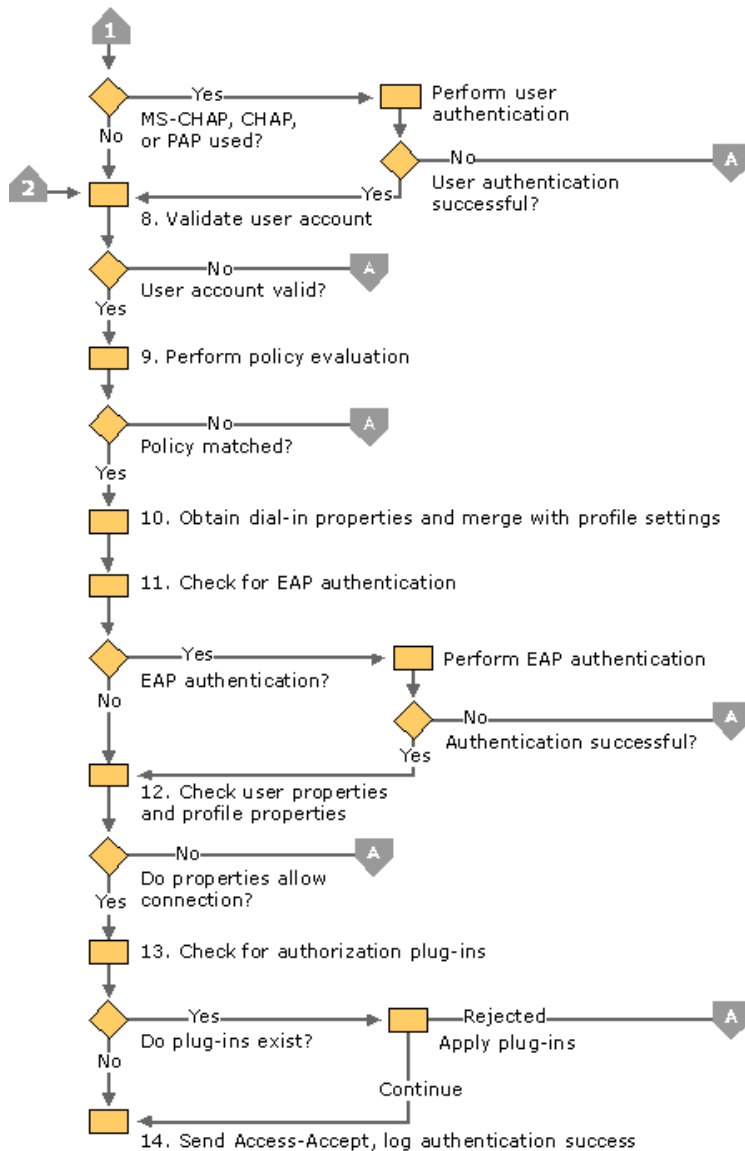 1
Yes
MS-CHAP, CHAP,
or PAP used?
No
Perform user
authentication
No
A
User authentication
successful?
Yes
2
8. Validate user account
No
A
User account valid?
Yes
9. Perform policy evaluation
No
A
Policy matched?
Yes
10. Obtain dial-in properties and merge with profile settings
11. Check for EAP authentication
Yes
EAP authentication?
No
Perform EAP authentication
No
A
Authentication successful?
Yes
12. Check user properties
and profile properties
No
A
Do properties allow
connection?
Yes
13. Check for authorization plug-ins
Yes
Do plug-ins exist?
No
Rejected
A
Apply plug-ins
Continue
14. Send Access-Accept, log authentication success